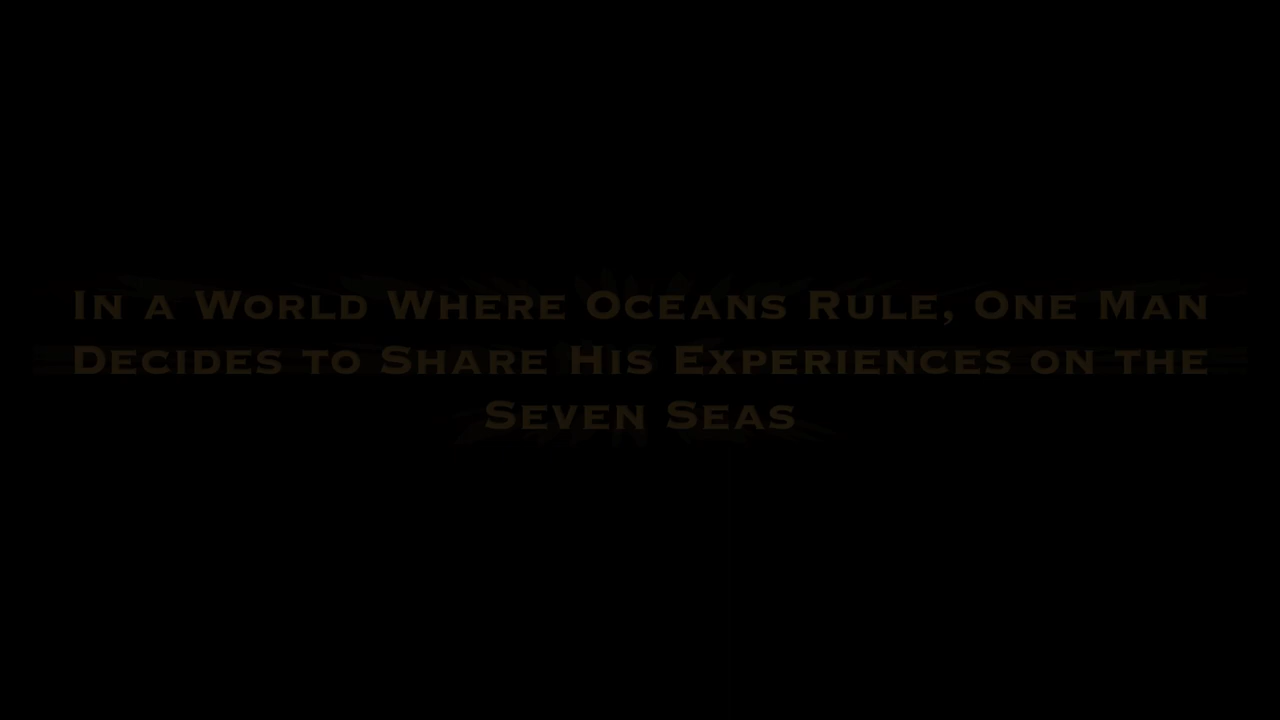 In a World Where Oceans Rule, One Man
Decides to Share His Experiences on the
Seven Seas